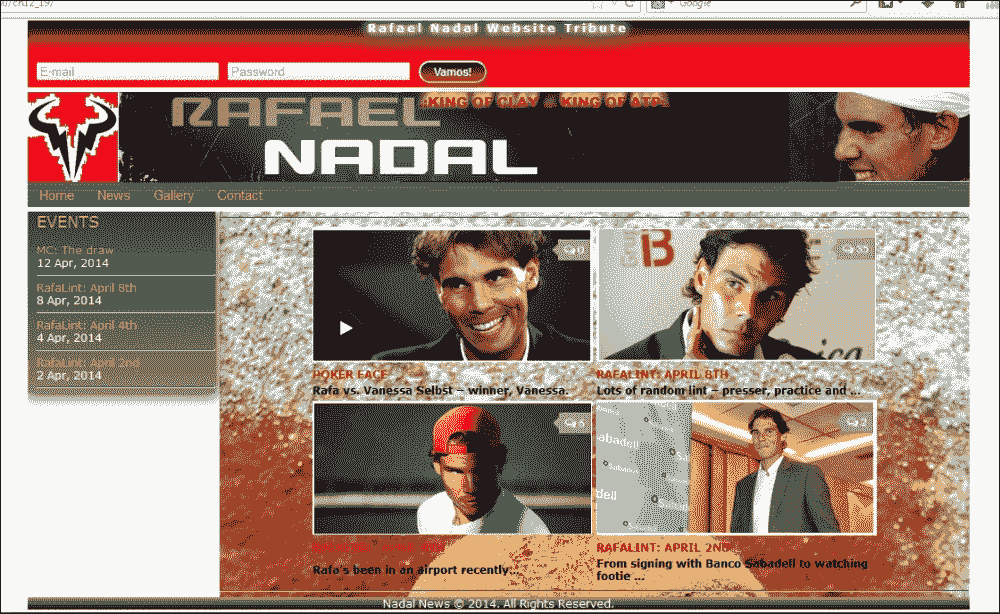 Google
Rafael Nadal Website Tribute
E-mail
Password
Vamos!
RAFAEL
KING OF CLAY & KING OF ATP
NADAL
Home
News
Gallery
Contact
EVENTS
MC: The draw
12 Apr, 2014
RafaLint: April 8th
8 Apr, 2014
RafaLint: April 4th
4 Apr, 2014
RafaLint: April 2nd
2 Apr, 2014
B
POKER FACE
Rafa vs. Vanessa Selbst – winner, Vanessa.
RAFALINT: APRIL 8TH
Lots of random lint – presser, practice and ...
5
2
abadell
Sabadell
dell
Rafa's been in an airport recently...
RAFALINT: APRIL 2ND
From signing with Banco Sabadell to watching
footie ...
Nadal News © 2014. All Rights Reserved.